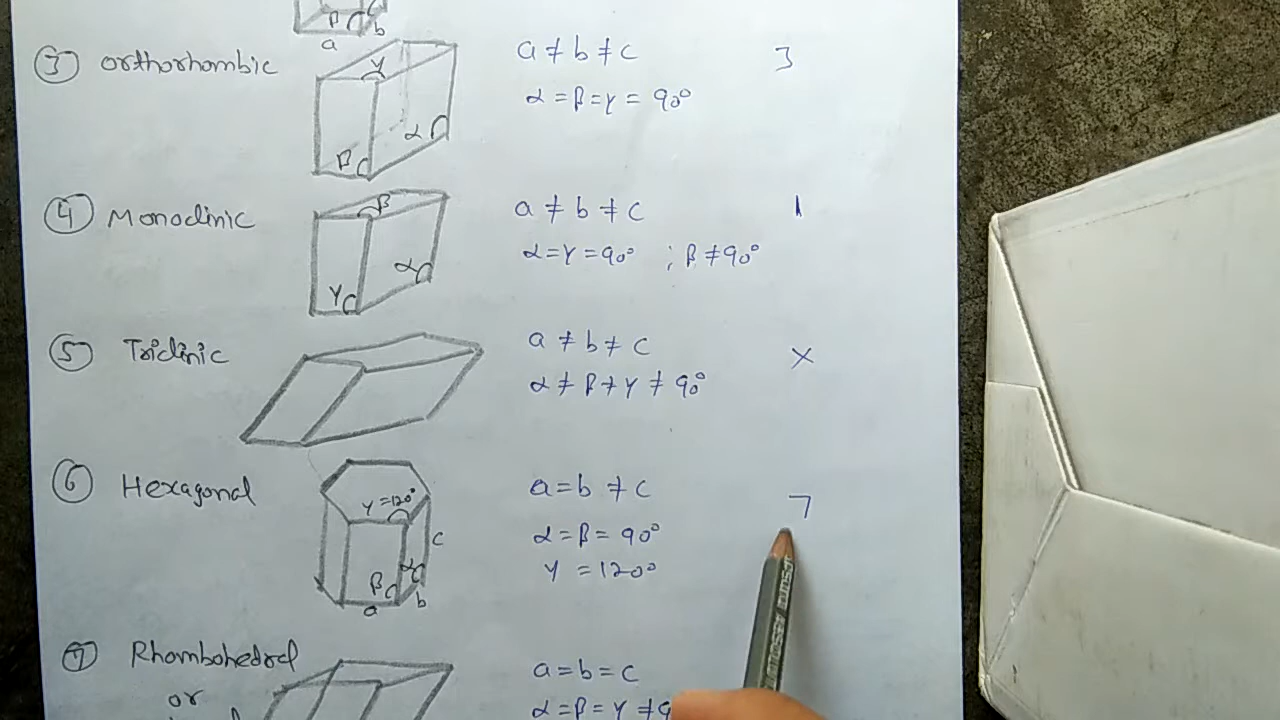 β b
a
③ Orthorhombic a ≠ b ≠ c 3
γ
α = β = γ = 90°
α
β
④ Monoclinic a ≠ b ≠ c 1
β
α = γ = 90° ; β ≠ 90°
α
γ
⑤ Triclinic a ≠ b ≠ c ×
α ≠ β ≠ γ ≠ 90°
⑥ Hexagonal a = b ≠ c 7
γ = 120°
α = β = 90°
c
γ = 120°
α
β
a b
⑦ Rhombohedral a = b = c
or α = β = γ ≠ 9